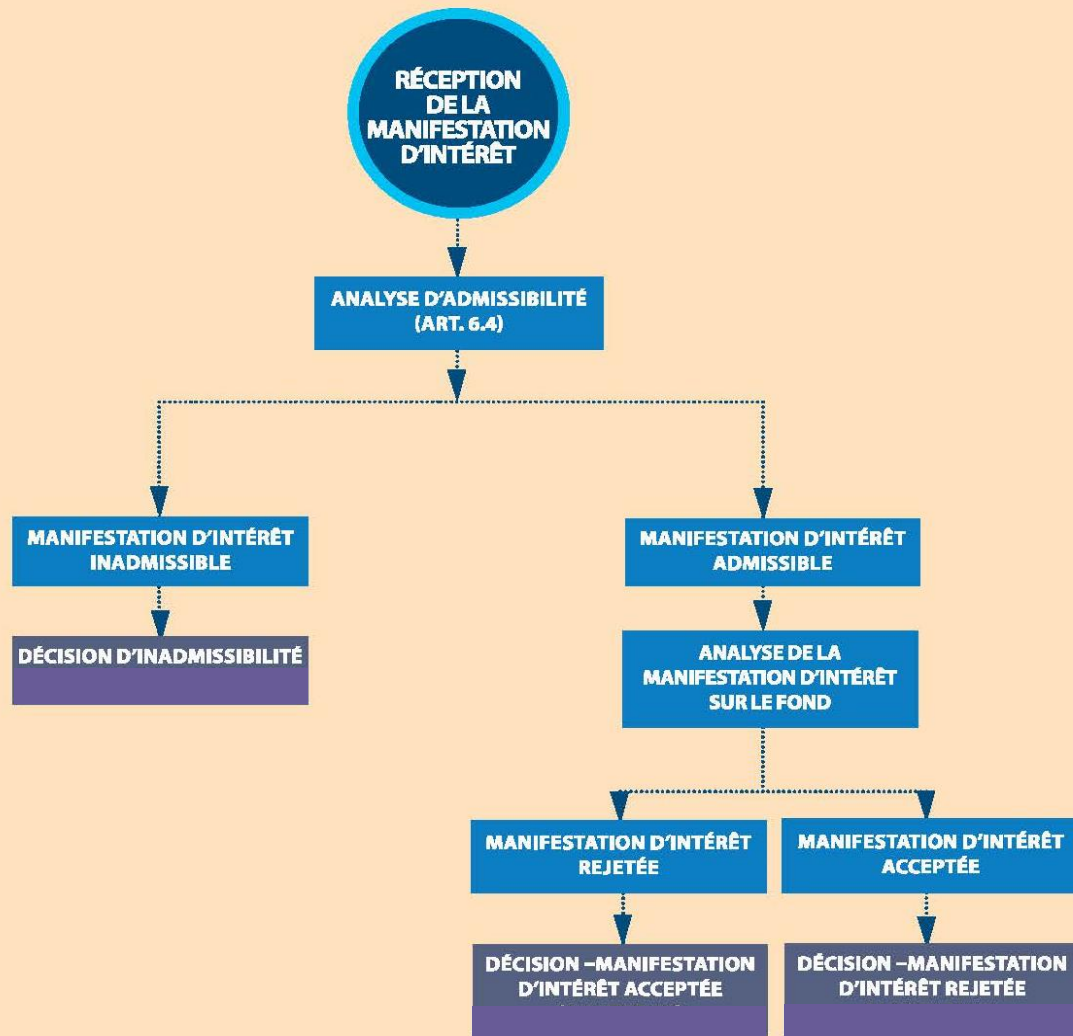 RÉCEPTION
DE LA
MANIFESTATION
D'INTÉRÊT
ANALYSE D'ADMISSIBILITÉ
(ART. 6.4)
MANIFESTATION D'INTÉRÊT
INADMISSIBLE
DÉCISION D'INADMISSIBILITÉ
MANIFESTATION D'INTÉRÊT
ADMISSIBLE
ANALYSE DE LA
MANIFESTATION D'INTÉRÊT
SUR LE FOND
MANIFESTATION D'INTÉRÊT
REJETÉE
MANIFESTATION D'INTÉRÊT
ACCEPTÉE
DÉCISION –MANIFESTATION
D'INTÉRÊT ACCEPTÉE
DÉCISION –MANIFESTATION
D'INTÉRÊT REJETÉE